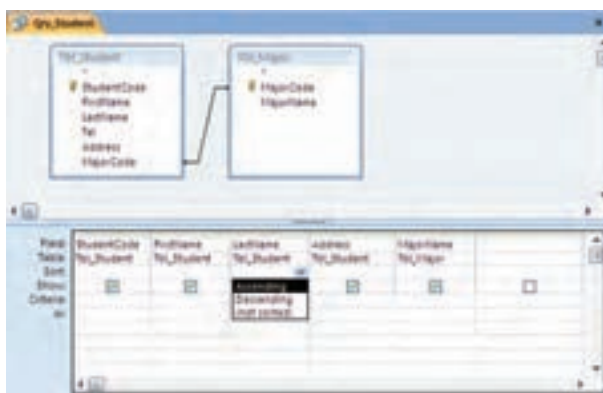 Qry_Student
Tbl_Student
*
StudentCode
FirstName
LastName
Tel
Address
MajorCode
Tbl_Major
*
MajorCode
MajorName
Field: StudentCode FirstName LastName Address MajorName
Table: Tbl_Student Tbl_Student Tbl_Student Tbl_Student Tbl_Major
Sort:
Show: Ascending
Criteria: Descending
or: (not sorted)